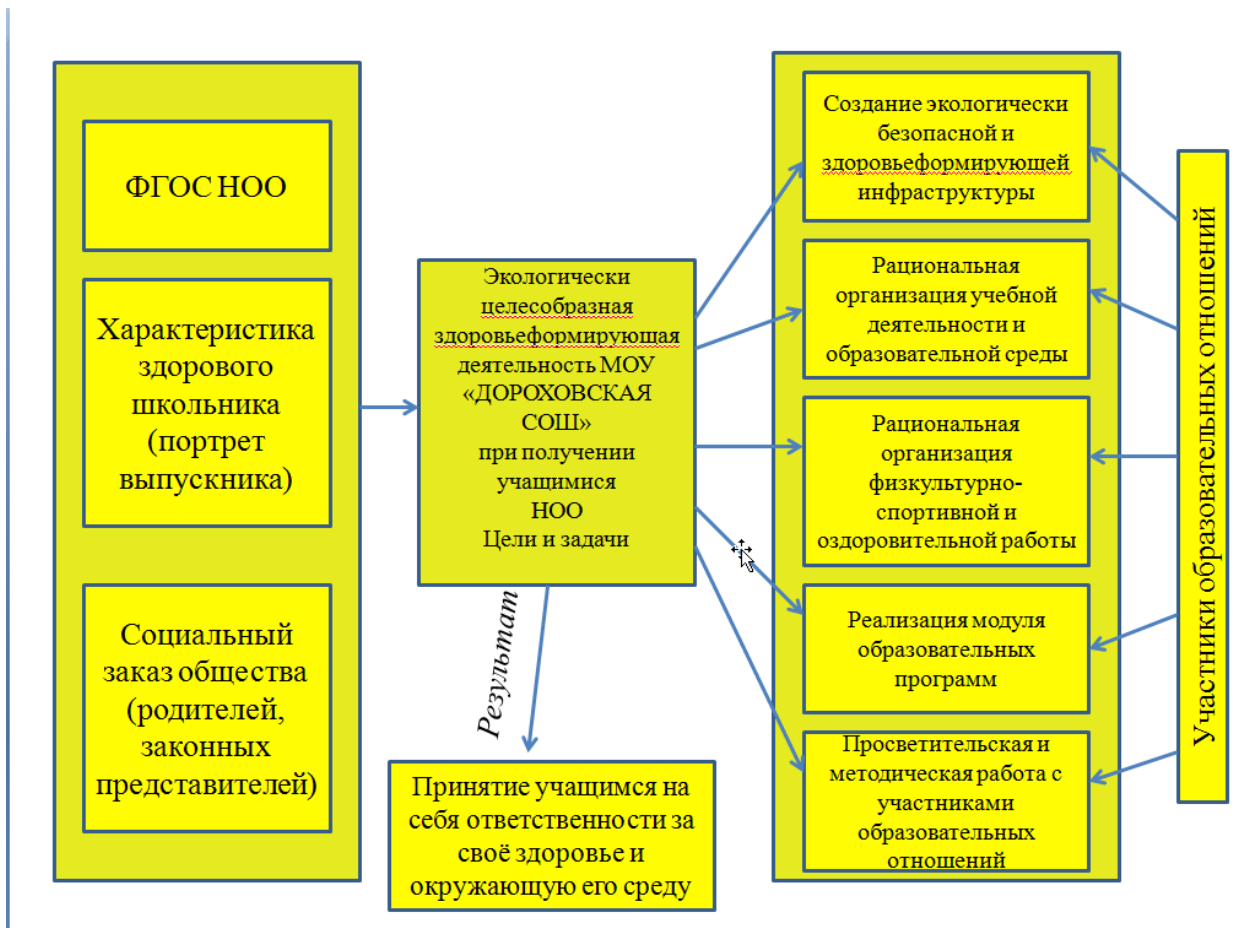 ФГОС НОО
Характеристика
здорового
школьника
(портрет
выпускника)
Социальный
заказ общества
(родителей,
законных
представителей)
Экологически
целесобразная
здоровьеформирующая
деятельность МОУ
«ДОРОХОВСКАЯ
СОШ»
при получении
учащимися
НОО
Цели и задачи
Результат
Принятие учащимся на
себя ответственности за
своё здоровье и
окружающую его среду
Создание экологически
безопасной и
здоровьеформирующей
инфраструктуры
Рациональная
организация учебной
деятельности и
образовательной среды
Рациональная
организация
физкультурно-
спортивной и
оздоровительной работы
Реализация модуля
образовательных
программ
Просветительская и
методическая работа с
участниками
образовательных
отношений
Участники образовательных отношений